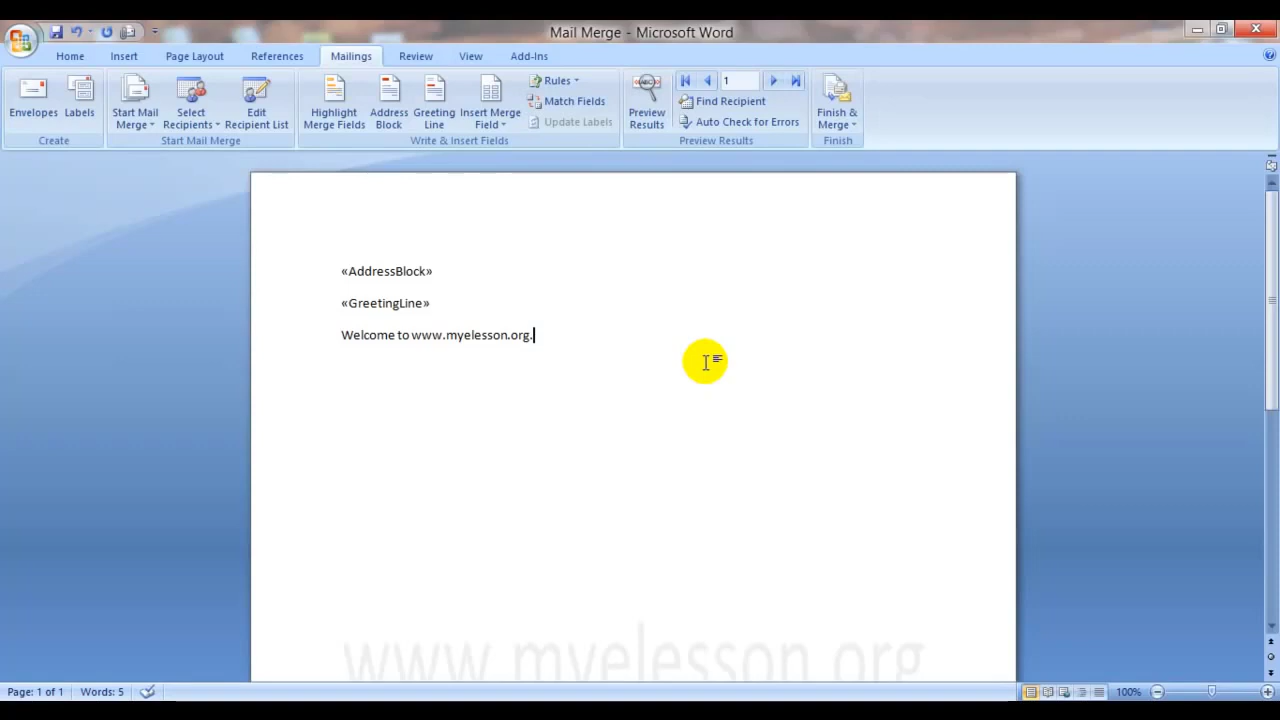 Mail Merge - Microsoft Word
Home Insert Page Layout References Mailings Review View Add-Ins
Envelopes Labels Start Mail Merge Select Recipients Edit Recipient List Highlight Merge Fields Address Block Greeting Line Insert Merge Field Rules Match Fields Update Labels Preview Results ABC 1 Find Recipient Auto Check for Errors Finish & Merge
Create Start Mail Merge Write & Insert Fields Preview Results Finish
«AddressBlock»
«GreetingLine»
Welcome to www.myelesson.org.
www.myelesson.org
Page: 1 of 1 Words: 5 100%